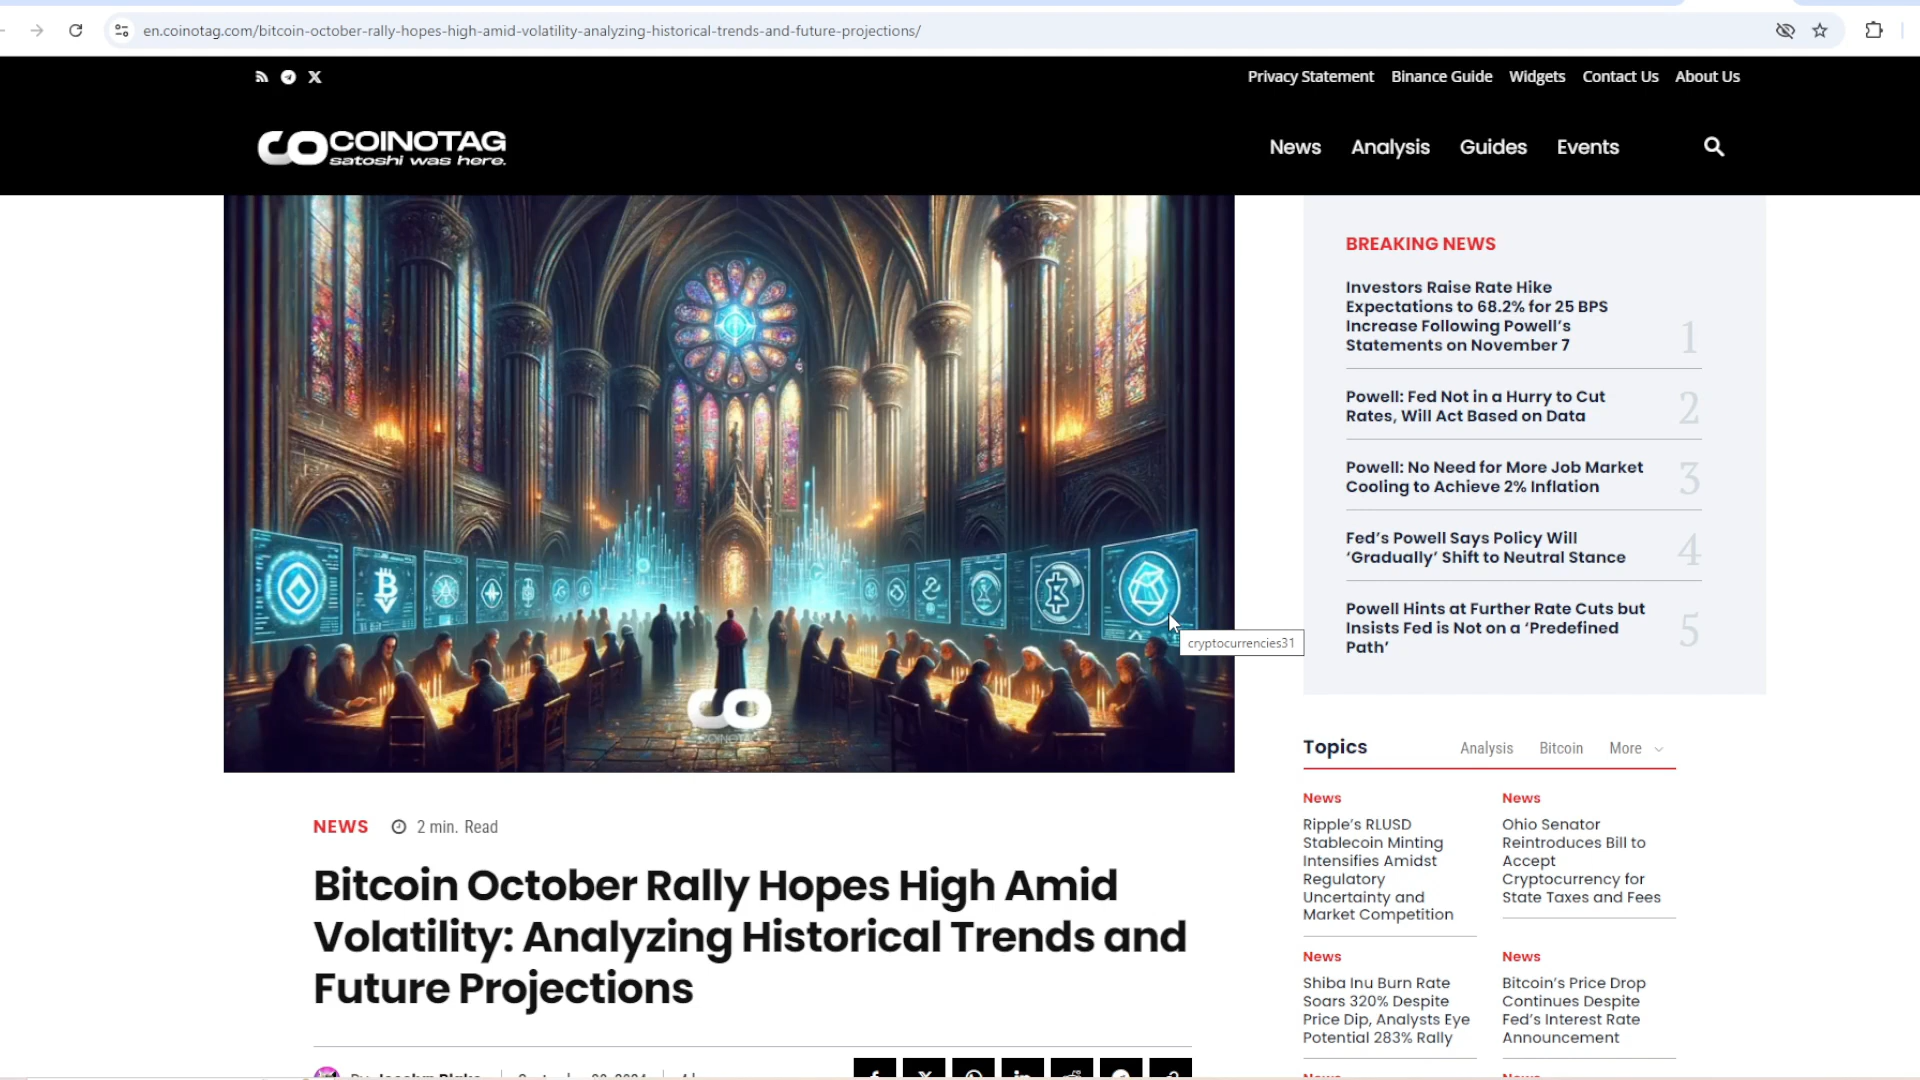 en.coinotag.com/bitcoin-october-rally-hopes-high-amid-volatility-analyzing-historical-trends-and-future-projections/
Privacy Statement Binance Guide Widgets Contact Us About Us
COINOTAG
satoshi was here.
News Analysis Guides Events
cryptocurrencies31
COINOTAG
NEWS 2 min. Read
Bitcoin October Rally Hopes High Amid
Volatility: Analyzing Historical Trends and
Future Projections
BREAKING NEWS
Investors Raise Rate Hike
Expectations to 68.2% for 25 BPS
Increase Following Powell's
Statements on November 7
1
Powell: Fed Not in a Hurry to Cut
Rates, Will Act Based on Data
2
Powell: No Need for More Job Market
Cooling to Achieve 2% Inflation
3
Fed's Powell Says Policy Will
‘Gradually’ Shift to Neutral Stance
4
Powell Hints at Further Rate Cuts but
Insists Fed is Not on a ‘Predefined
Path’
5
Topics Analysis Bitcoin More
News
Ripple's RLUSD
Stablecoin Minting
Intensifies Amidst
Regulatory
Uncertainty and
Market Competition
News
Ohio Senator
Reintroduces Bill to
Accept
Cryptocurrency for
State Taxes and Fees
News
Shiba Inu Burn Rate
Soars 320% Despite
Price Dip, Analysts Eye
Potential 283% Rally
News
Bitcoin's Price Drop
Continues Despite
Fed's Interest Rate
Announcement